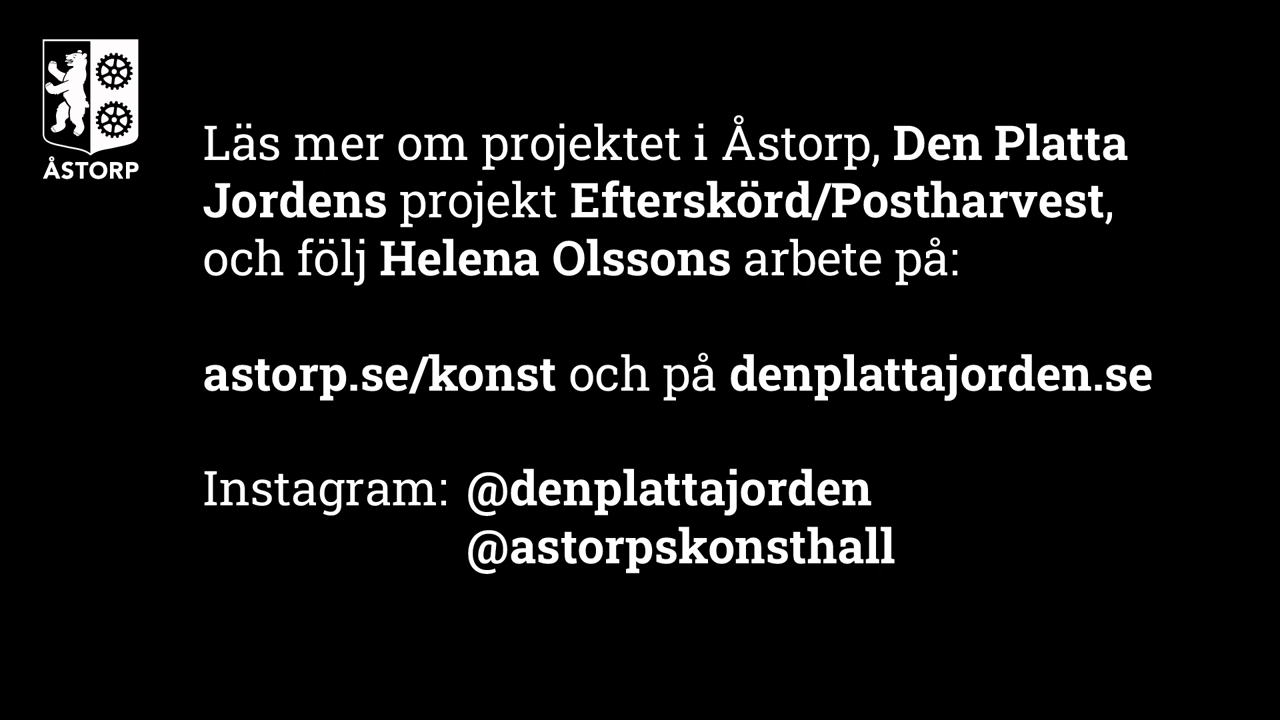 ÅSTORP
Läs mer om projektet i Åstorp, Den Platta
Jordens projekt Efterskörd/Postharvest,
och följ Helena Olssons arbete på:
astorp.se/konst och på denplattajorden.se
Instagram: @denplattajorden
@astorpskonsthall